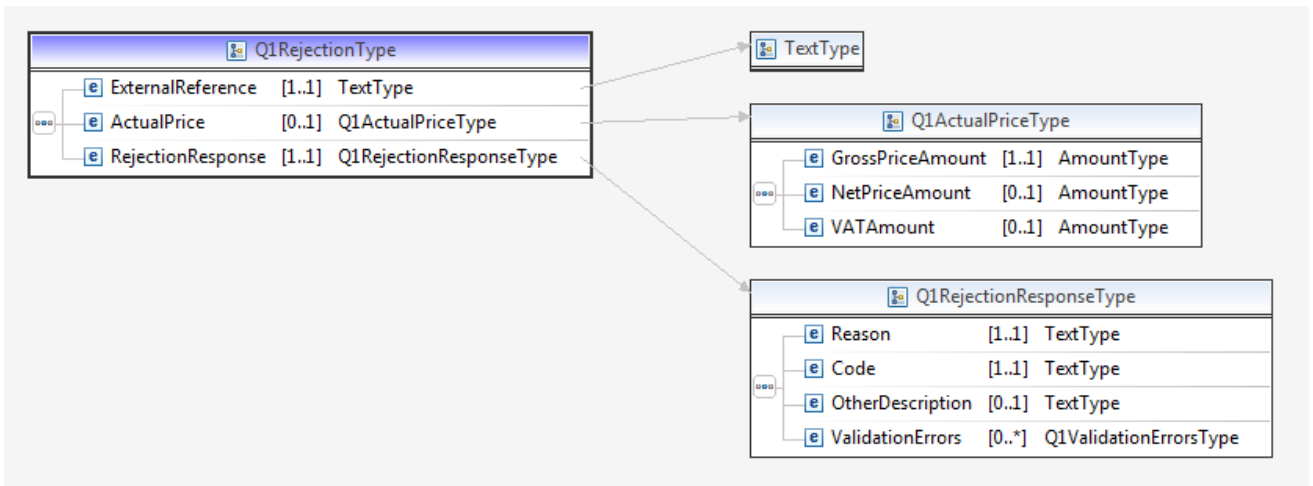 Q1RejectionType
e ExternalReference [1..1] TextType
e ActualPrice [0..1] Q1ActualPriceType
e RejectionResponse [1..1] Q1RejectionResponseType
TextType
Q1ActualPriceType
e GrossPriceAmount [1..1] AmountType
e NetPriceAmount [0..1] AmountType
e VATAmount [0..1] AmountType
Q1RejectionResponseType
e Reason [1..1] TextType
e Code [1..1] TextType
e OtherDescription [0..1] TextType
e ValidationErrors [0..*] Q1ValidationErrorsType